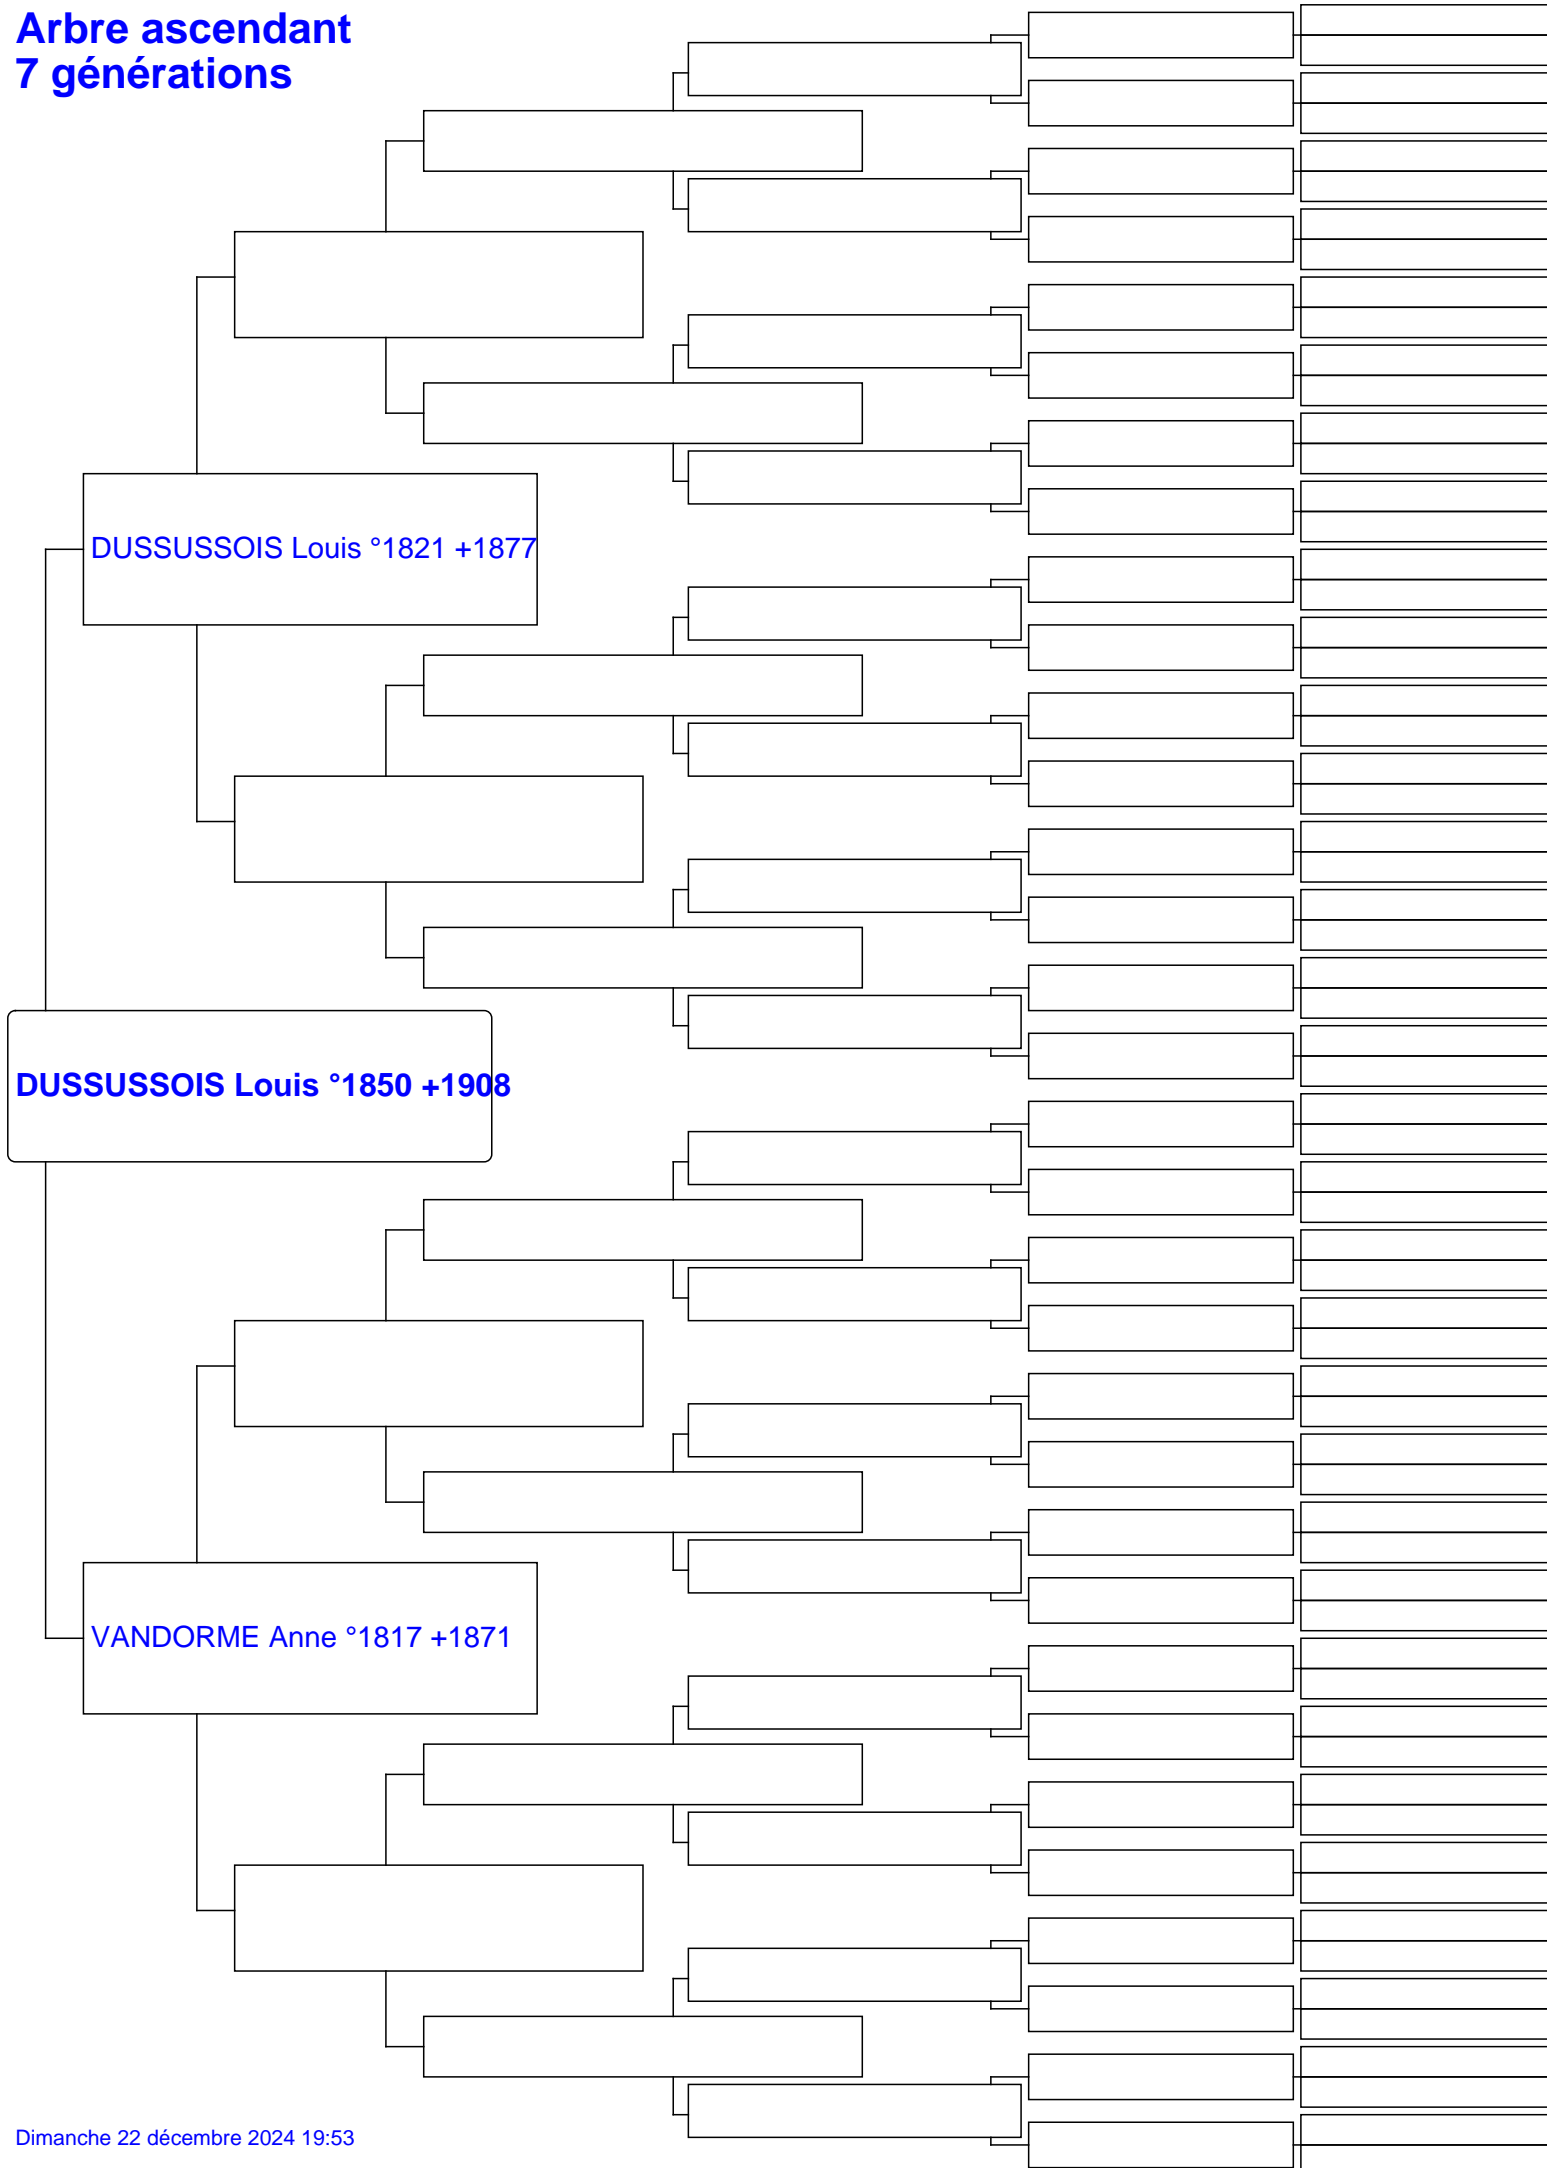 Arbre ascendant
7 générations
DUSSUSSOIS Louis °1821 +1877
DUSSUSSOIS Louis °1850 +1908
VANDORME Anne °1817 +1871
Dimanche 22 décembre 2024 19:53